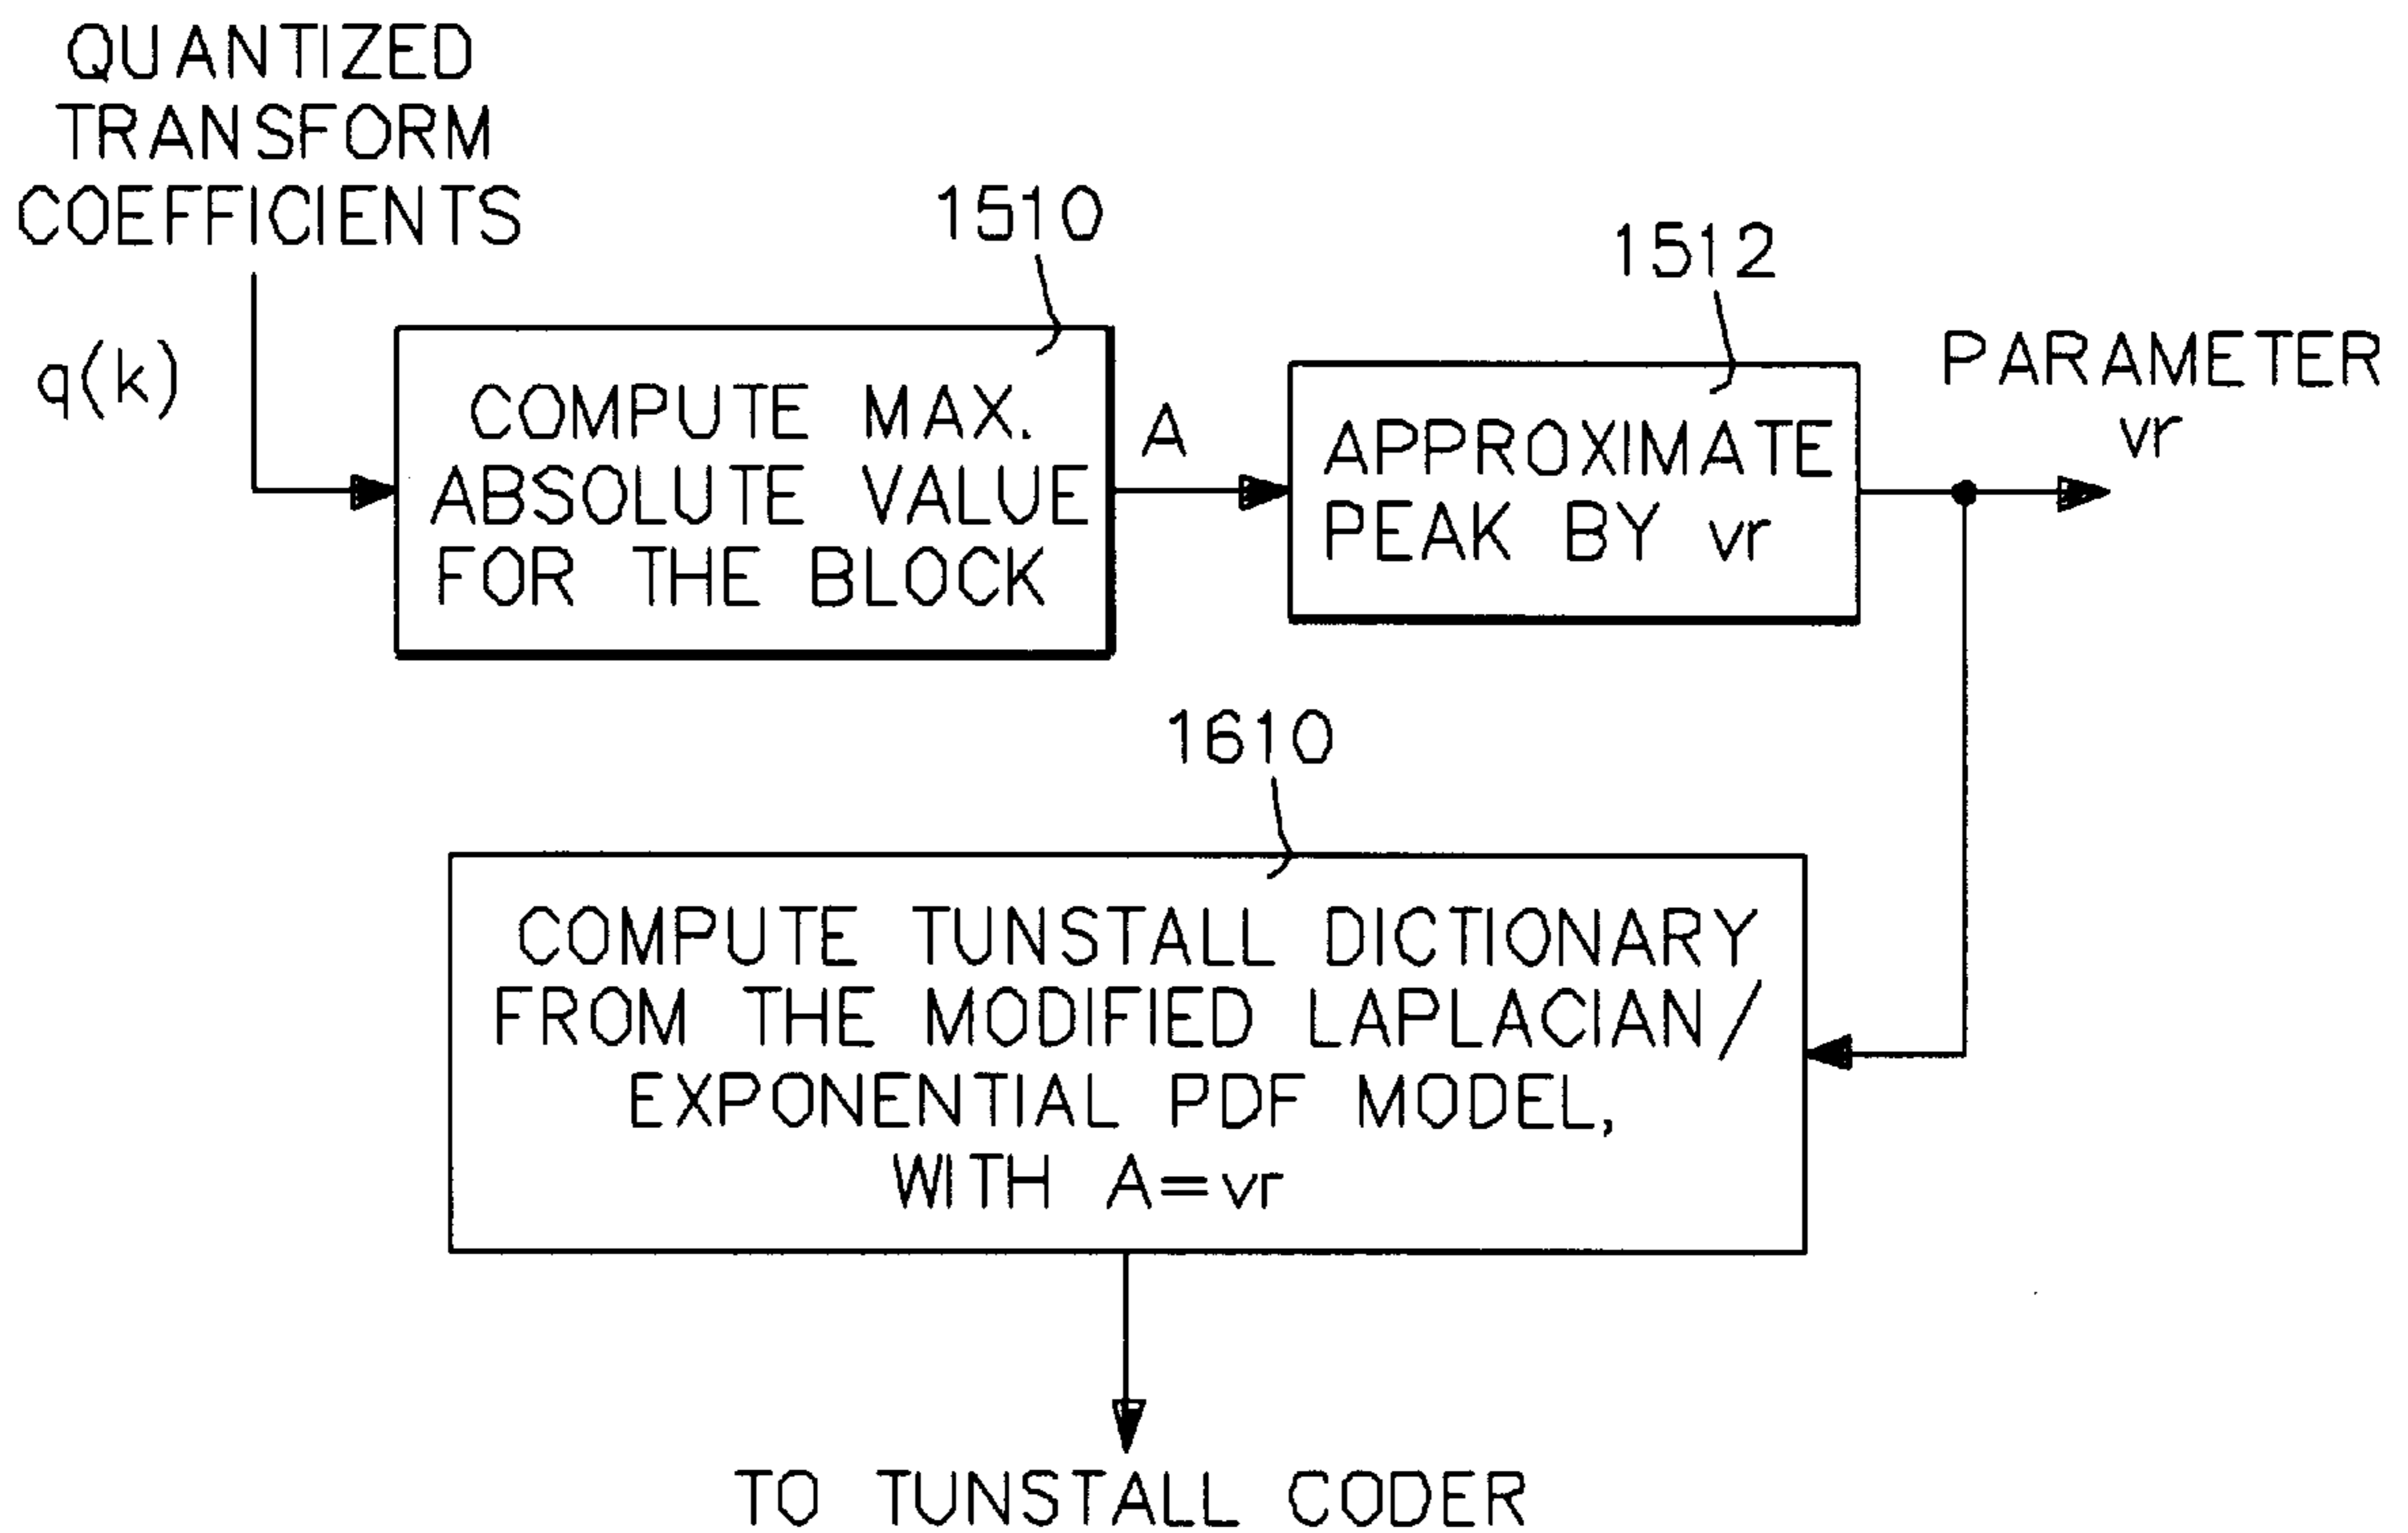 QUANTIZED
TRANSFORM
COEFFICIENTS
q(k)
1510
COMPUTE MAX.
ABSOLUTE VALUE
FOR THE BLOCK
A
1512
APPROXIMATE
PEAK BY vr
PARAMETER
vr
1610
COMPUTE TUNSTALL DICTIONARY
FROM THE MODIFIED LAPLACIAN/
EXPONENTIAL PDF MODEL,
WITH A=vr
TO TUNSTALL CODER